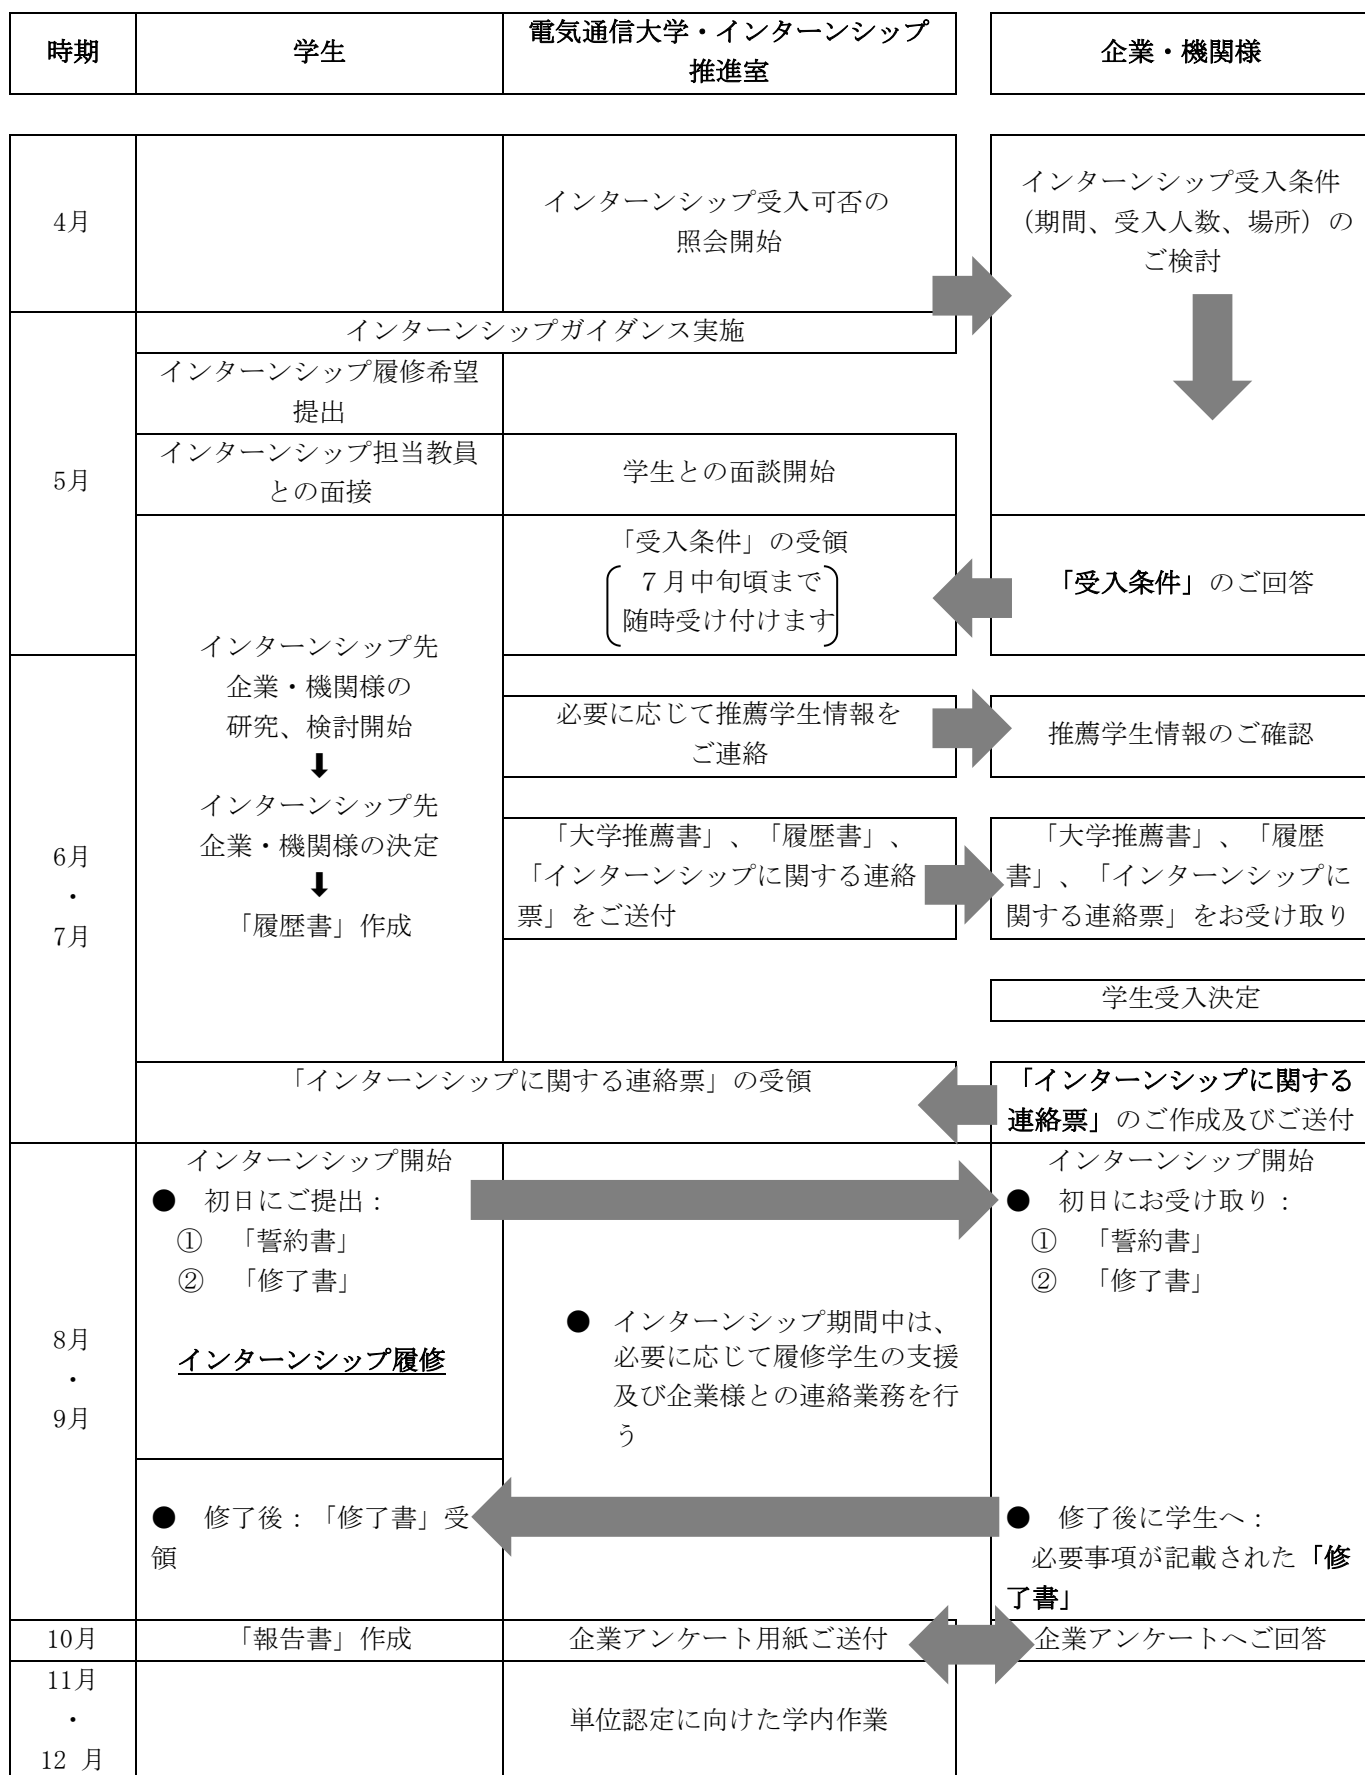 時期
学生
電気通信大学・インターンシップ
推進室
企業・機関様
4月
インターンシップ受入可否の
照会開始
インターンシップ受入条件
（期間、受入人数、場所）の
ご検討
5月
インターンシップガイダンス実施
インターンシップ履修希望
提出
インターンシップ担当教員
との面接
学生との面談開始
「受入条件」の受領
７月中旬頃まで
随時受け付けます
「受入条件」のご回答
6月
・
7月
インターンシップ先
企業・機関様の
研究、検討開始
⬇
インターンシップ先
企業・機関様の決定
⬇
「履歴書」作成
必要に応じて推薦学生情報を
ご連絡
推薦学生情報のご確認
「大学推薦書」、「履歴書」、
「インターンシップに関する連絡
票」をご送付
「大学推薦書」、「履歴
書」、「インターンシップに
関する連絡票」をお受け取り
学生受入決定
「インターンシップに関する連絡票」の受領
「インターンシップに関する
連絡票」のご作成及びご送付
8月
・
9月
インターンシップ開始
● 初日にご提出：
① 「誓約書」
② 「修了書」
インターンシップ履修
● インターンシップ期間中は、
必要に応じて履修学生の支援
及び企業様との連絡業務を行
う
インターンシップ開始
● 初日にお受け取り：
① 「誓約書」
② 「修了書」
● 修了後：「修了書」受
領
● 修了後に学生へ：
必要事項が記載された「修
了書」
10月
「報告書」作成
企業アンケート用紙ご送付
企業アンケートへご回答
11月
・
12 月
単位認定に向けた学内作業